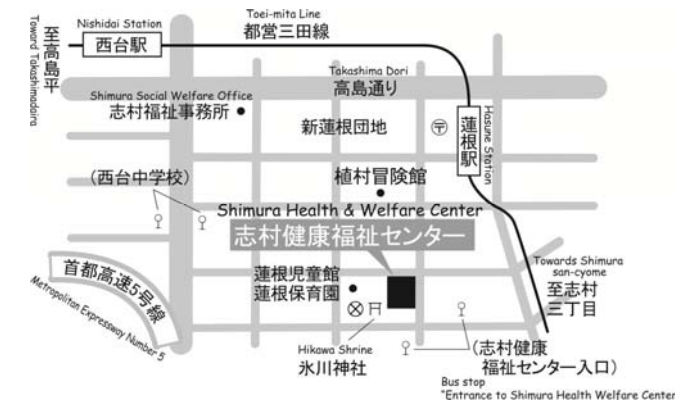 Nishidai Station
西台駅
Toei-mita Line
都営三田線
至高島平
Toward Takashimadaira
Takashima Dori
高島通り
Shimura Social Welfare Office
志村福祉事務所
新蓮根団地
〒
蓮根駅
Hasune Station
(西台中学校)
植村冒険館
Shimura Health & Welfare Center
志村健康福祉センター
首都高速5号線
Metropolitan Expressway Number 5
蓮根児童館
蓮根保育園
Towards Shimura
san-cyome
至志村
三丁目
Hikawa Shrine
氷川神社
(志村健康
福祉センター入口)
Bus stop
"Entrance to Shimura Health Welfare Center